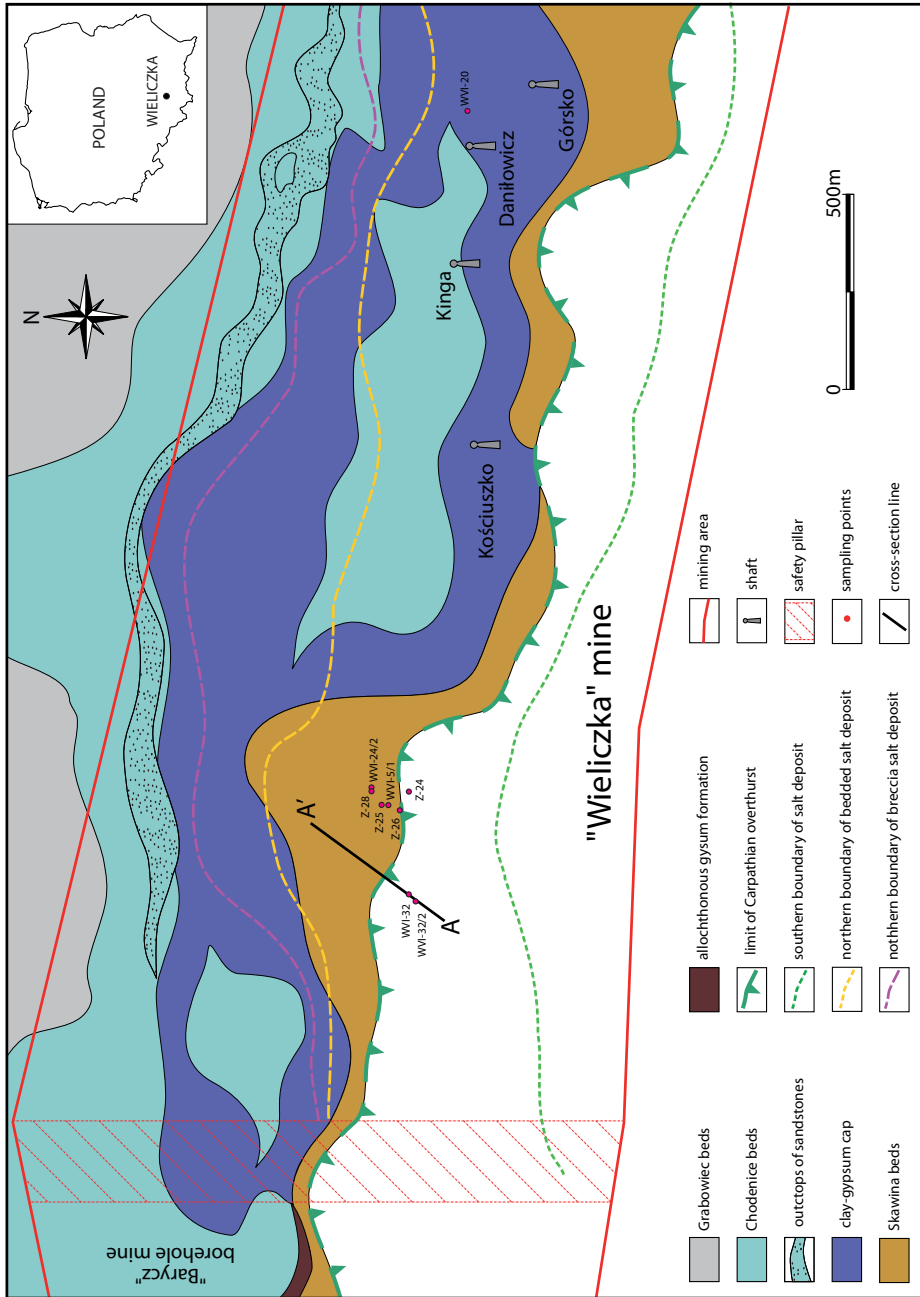 POLAND
WIELICZKA
N
WVI-20
Górsko
Daniłowicz
Kinga
Kościuszko
Z-28
WVI-24/2
Z-25
WVI-5/1
Z-26
Z-24
A'
WVI-32
WVI-32/2
A
"Barycz"
borehole mine
"Wieliczka" mine
0
500m
Grabowiec beds
Chodenice beds
outctops of sandstones
clay-gypsum cap
Skawina beds
allochthonous gysum formation
limit of Carpathian overthurst
southern boundary of salt deposit
northern boundary of bedded salt deposit
nothhern boundary of breccia salt deposit
mining area
shaft
safety pillar
sampling points
cross-section line